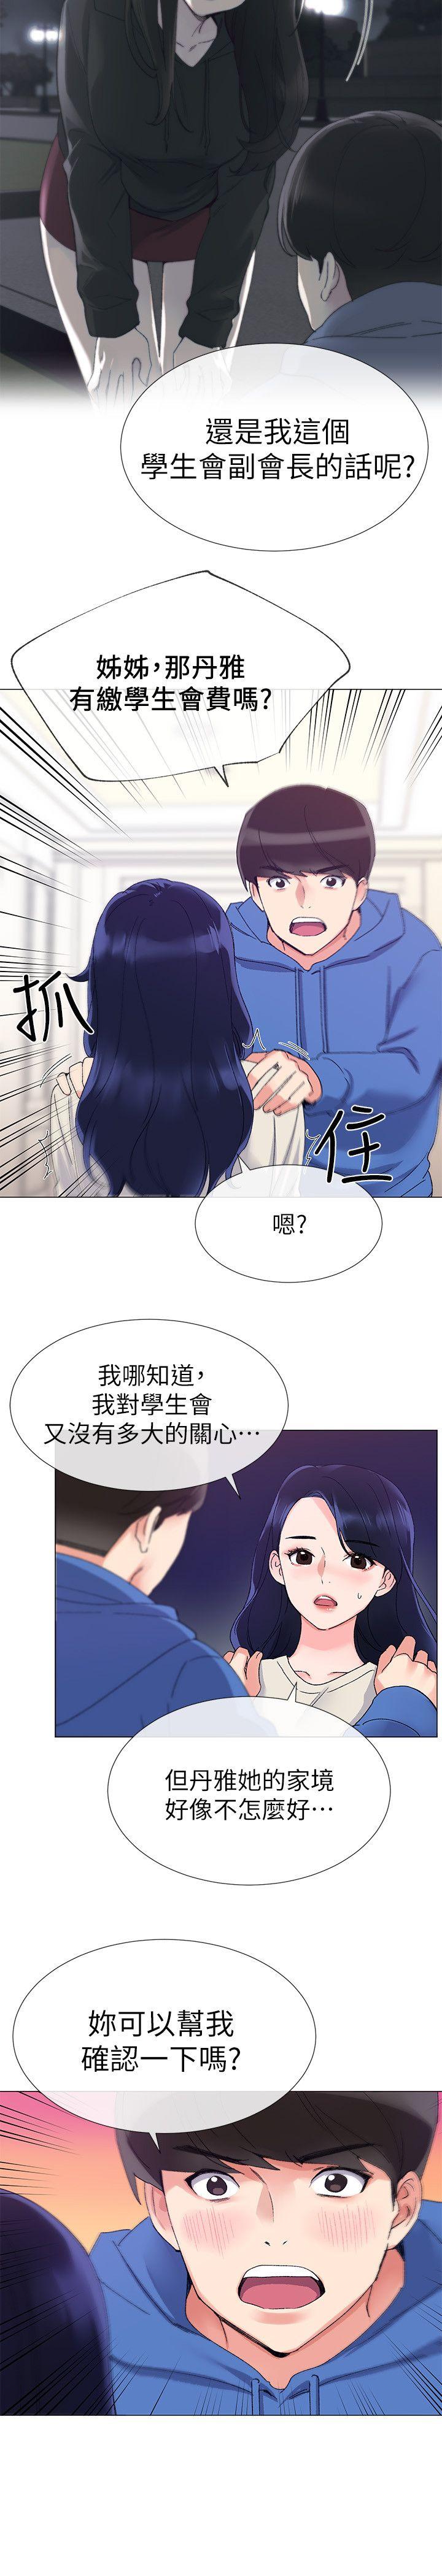 還是我這個
學生會副會長的話呢?
姊姊，那丹雅
有繳學生會費嗎?
抓
住
嗯?
我哪知道，
我對學生會
又沒有多大的關心…
但丹雅她的家境
好像不怎麼好…
妳可以幫我
確認一下嗎?